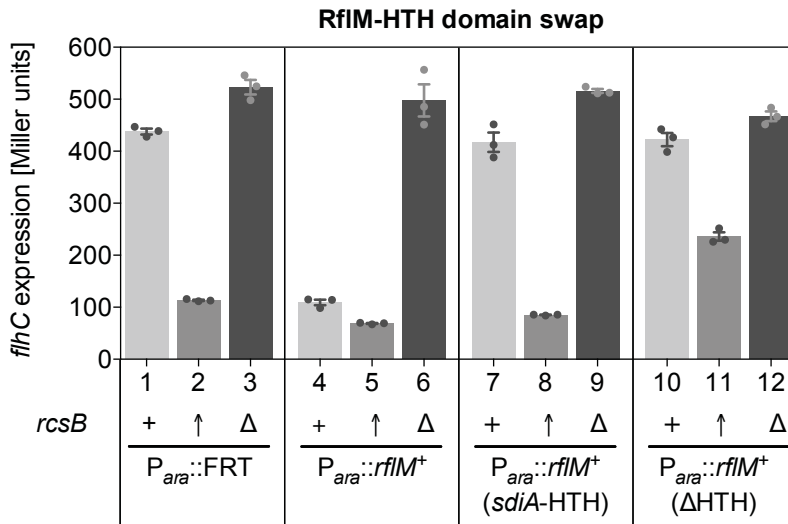 RflM-HTH domain swap
flhC expression [Miller units]
600
500
400
300
200
100
0
1 2 3 4 5 6 7 8 9 10 11 12
rcsB + ↑ Δ + ↑ Δ + ↑ Δ + ↑ Δ
Para::FRT Para::rflM+ Para::rflM+ Para::rflM+
(sdiA-HTH) (ΔHTH)